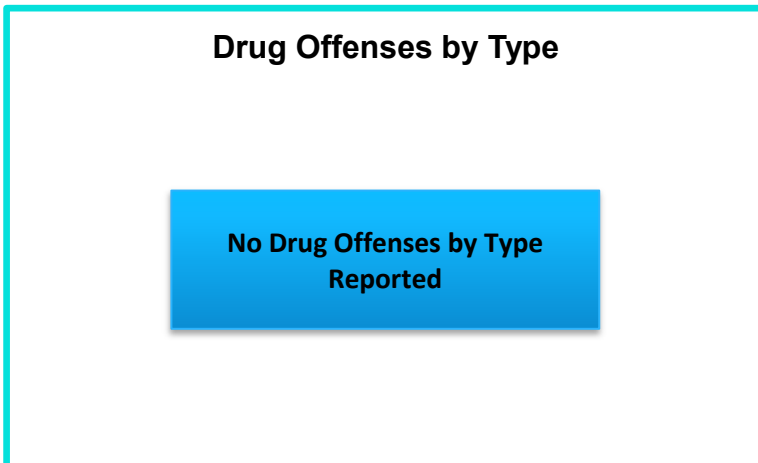 Drug Offenses by Type
No Drug Offenses by Type
Reported